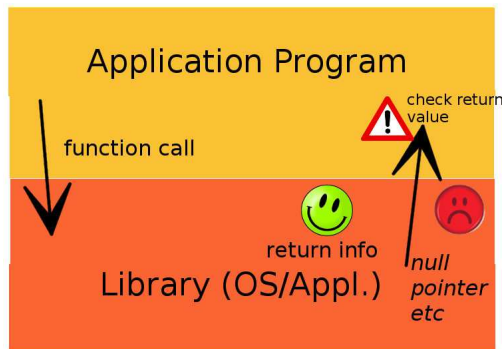 Application Program
check return
value
function call
return info
Library (OS/Appl.)
null
pointer
etc